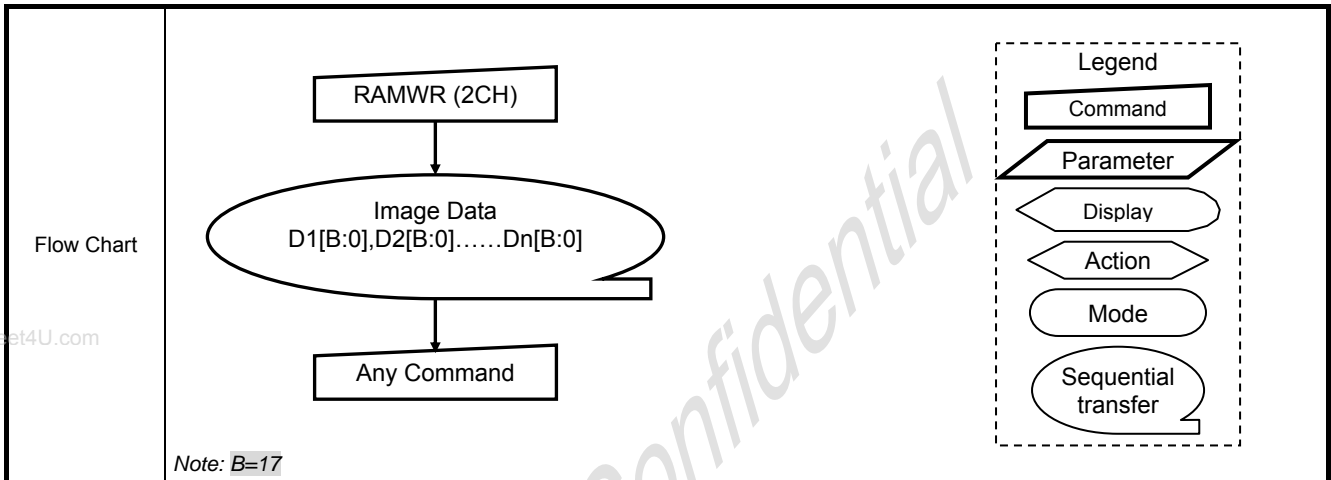 Flow Chart
RAMWR (2CH)
Image Data
D1[B:0],D2[B:0]……Dn[B:0]
Any Command
Note: B=17
Legend
Command
Parameter
Display
Action
Mode
Sequential
transfer
Confidential
et4U.com